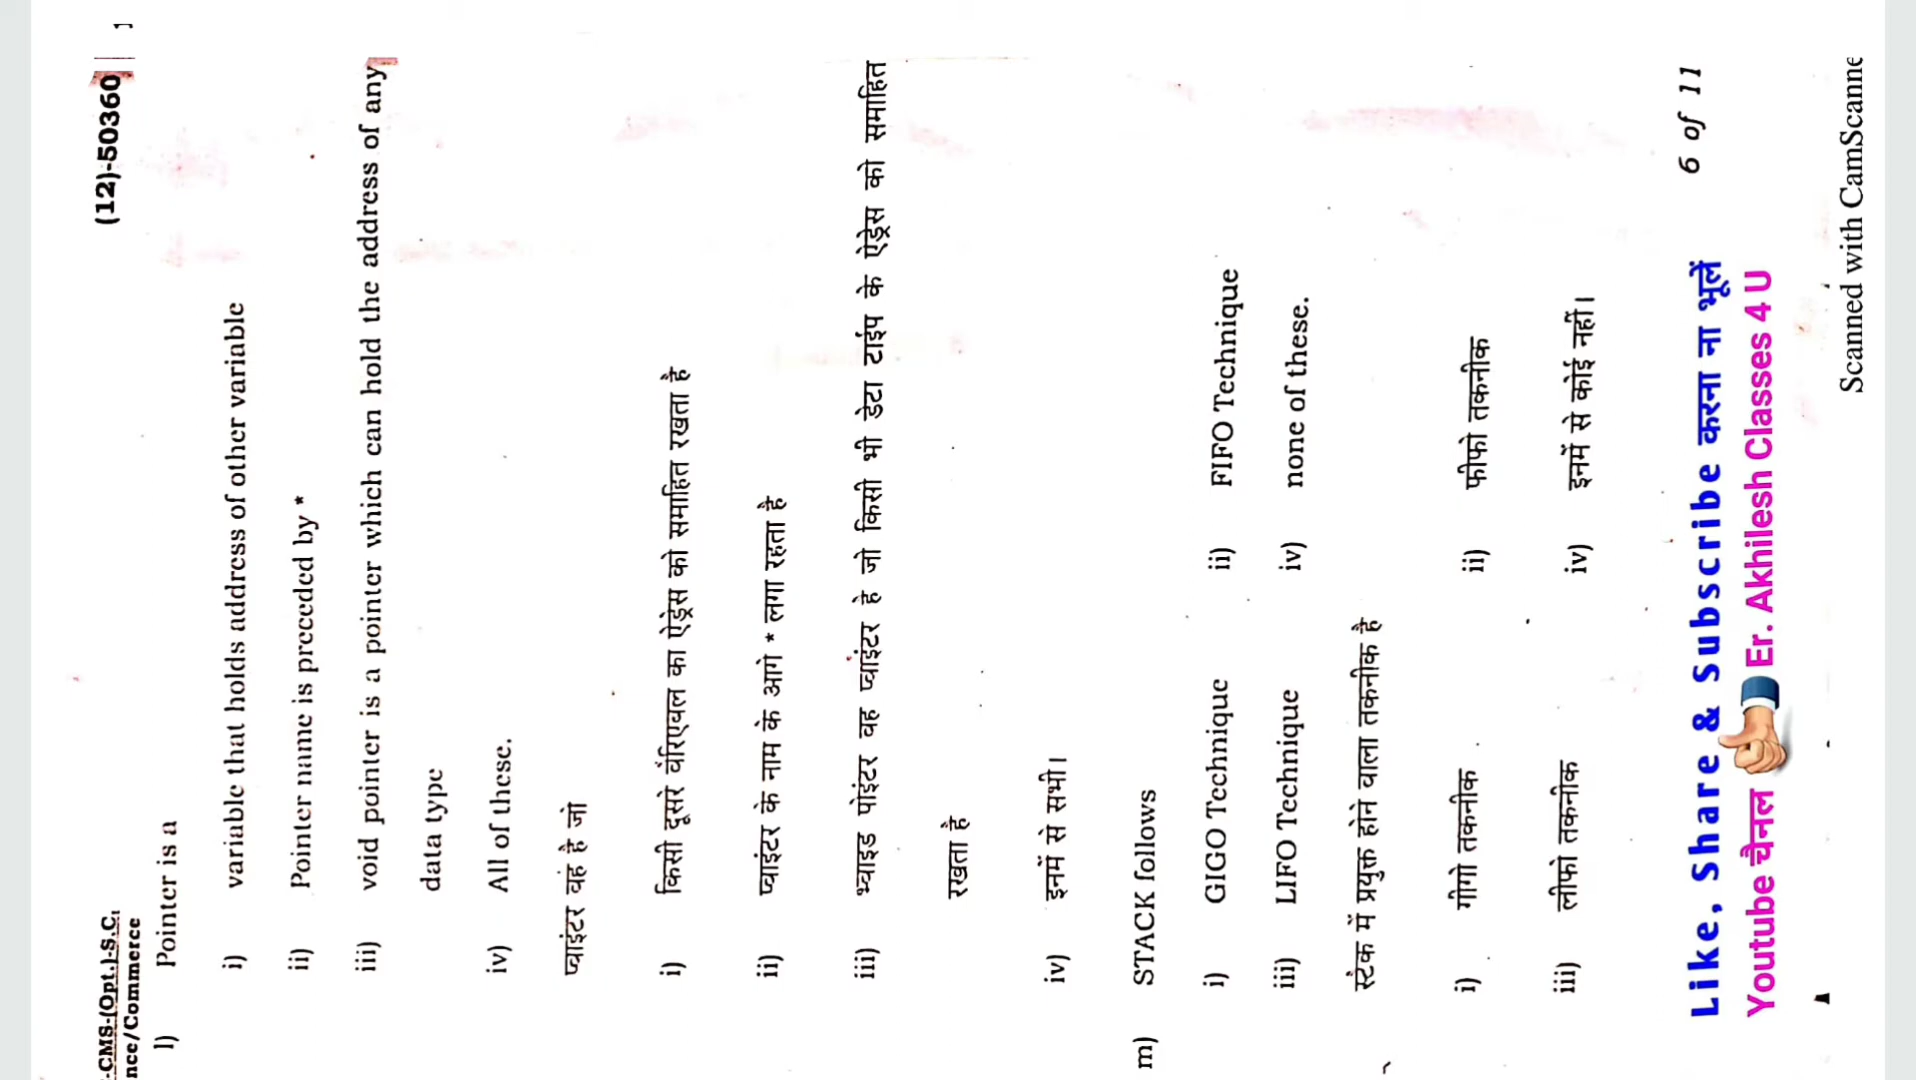 .CMS-(Opt.)-S.C.
nce/Commerce
(12)-50360
l) Pointer is a
i) variable that holds address of other variable
ii) Pointer name is preceded by *
iii) void pointer is a pointer which can hold the address of any
data type
iv) All of these.
प्वाइंटर वह है जो
i) किसी दूसरे वैरिएवल का ऐड्रेस को समाहित रखता है
ii) प्वाइंटर के नाम के आगे * लगा रहता है
iii) भ्वाइड पोइंटर वह प्वाइंटर है जो किसी भी डेटा टाईप के ऐड्रेस को समाहित
रखता है
iv) इनमें से सभी।
m) STACK follows
i) GIGO Technique ii) FIFO Technique
iii) LIFO Technique iv) none of these.
स्टैक में प्रयुक्त होने वाला तकनीक है
i) गीगो तकनीक ii) फीफो तकनीक
iii) लीफो तकनीक iv) इनमें से कोई नहीं।
Like, Share & Subscribe करना ना भूलें
Youtube चैनल Er. Akhilesh Classes 4 U
6 of 11
Scanned with CamScanne